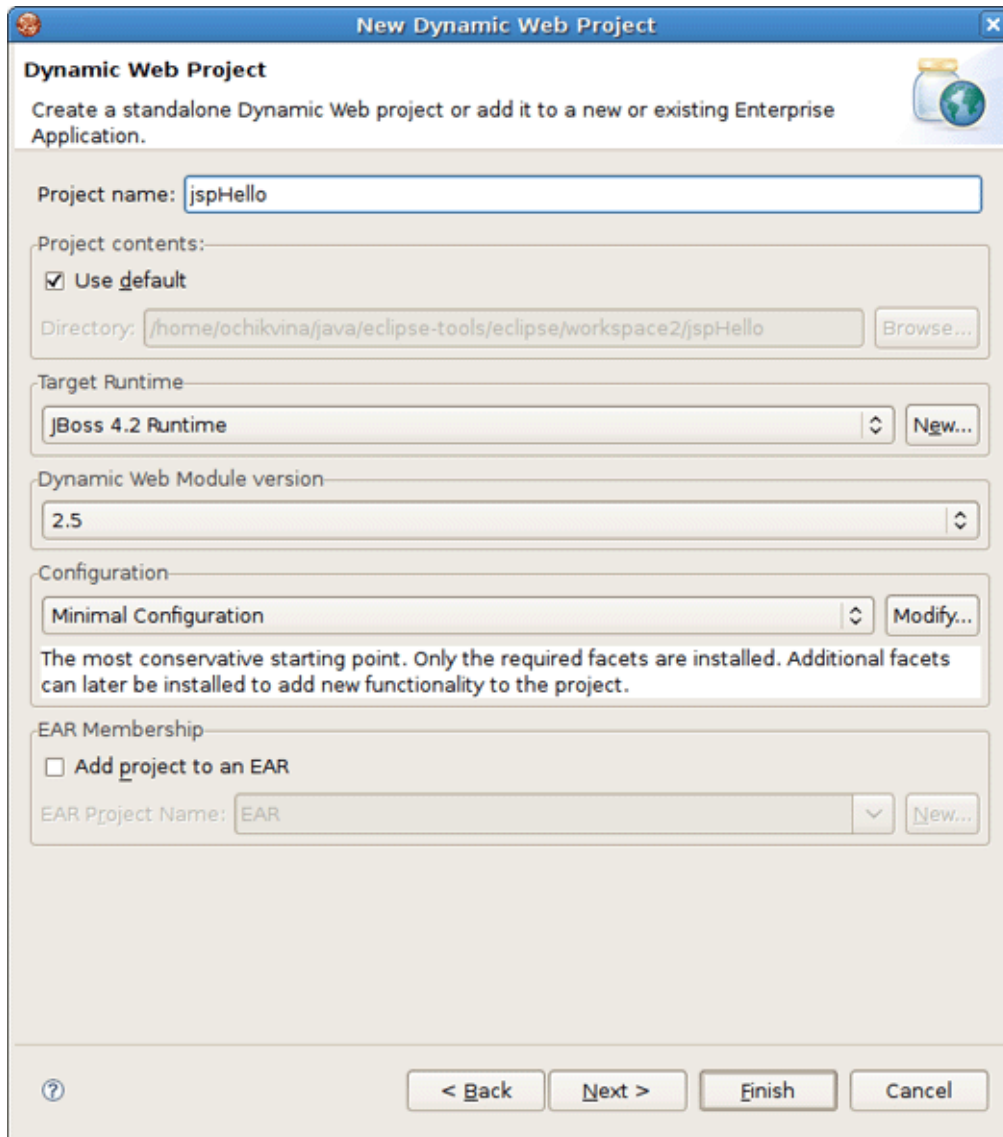 New Dynamic Web Project
Dynamic Web Project
Create a standalone Dynamic Web project or add it to a new or existing Enterprise
Application.
Project name: jspHello
Project contents:
Use default
Directory: /home/ochikvina/java/eclipse-tools/eclipse/workspace2/jspHello Browse...
Target Runtime
JBoss 4.2 Runtime New...
Dynamic Web Module version
2.5
Configuration
Minimal Configuration Modify...
The most conservative starting point. Only the required facets are installed. Additional facets
can later be installed to add new functionality to the project.
EAR Membership
Add project to an EAR
EAR Project Name: EAR New...
? < Back Next > Finish Cancel